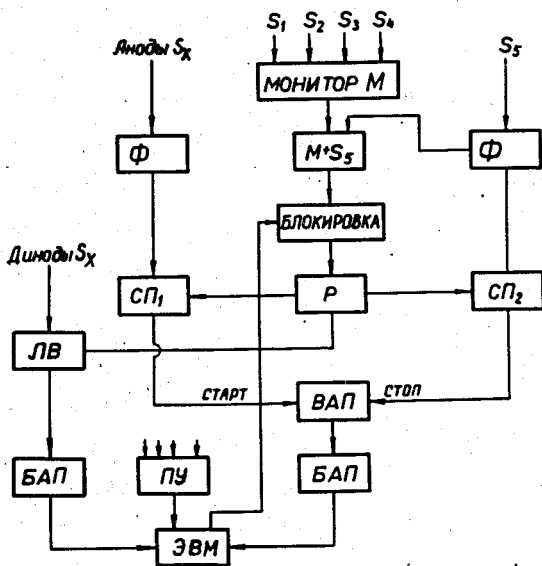 S₁ S₂ S₃ S₄
Аноды Sₓ
S₅
МОНИТОР М
Ф
М+S₅
Ф
БЛОКИРОВКА
Диноды Sₓ
СП₁
Р
СП₂
ЛВ
СТАРТ
ВАП
СТОП
БАП
ПУ
БАП
ЭВМ